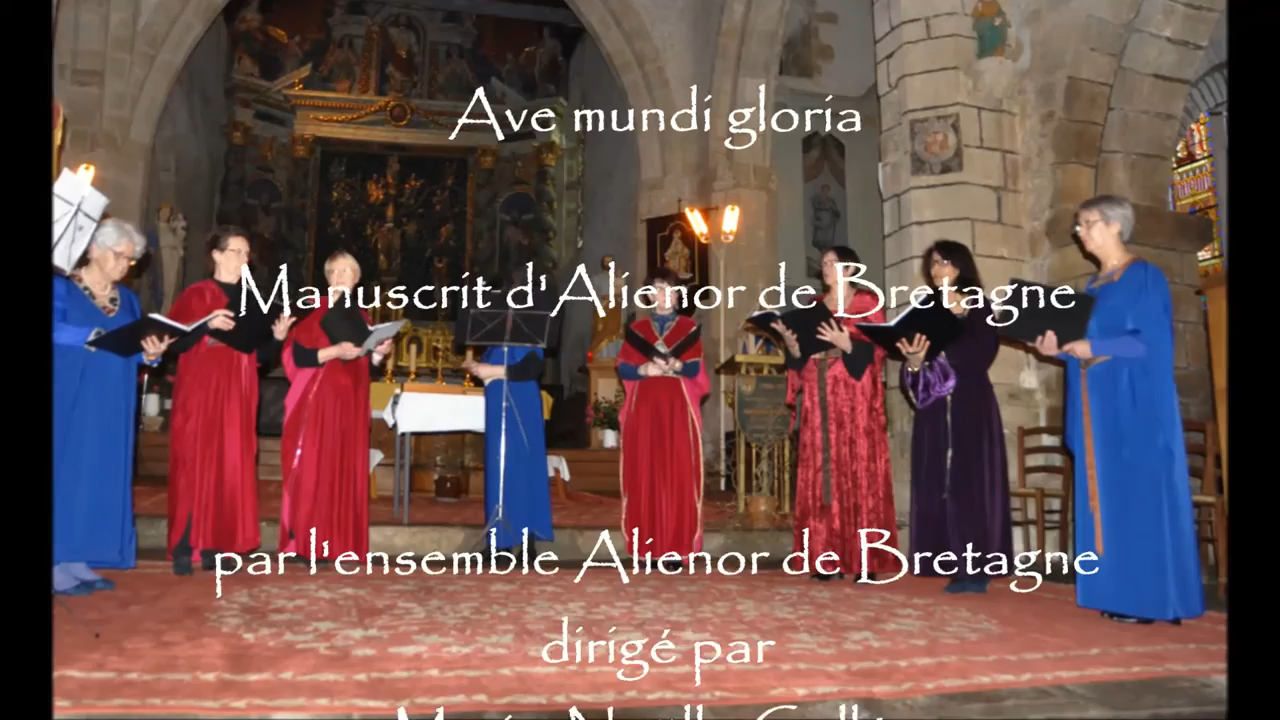 Ave mundi gloria
Manuscrit d'Alienor de Bretagne
par l'ensemble Alienor de Bretagne
dirigé par